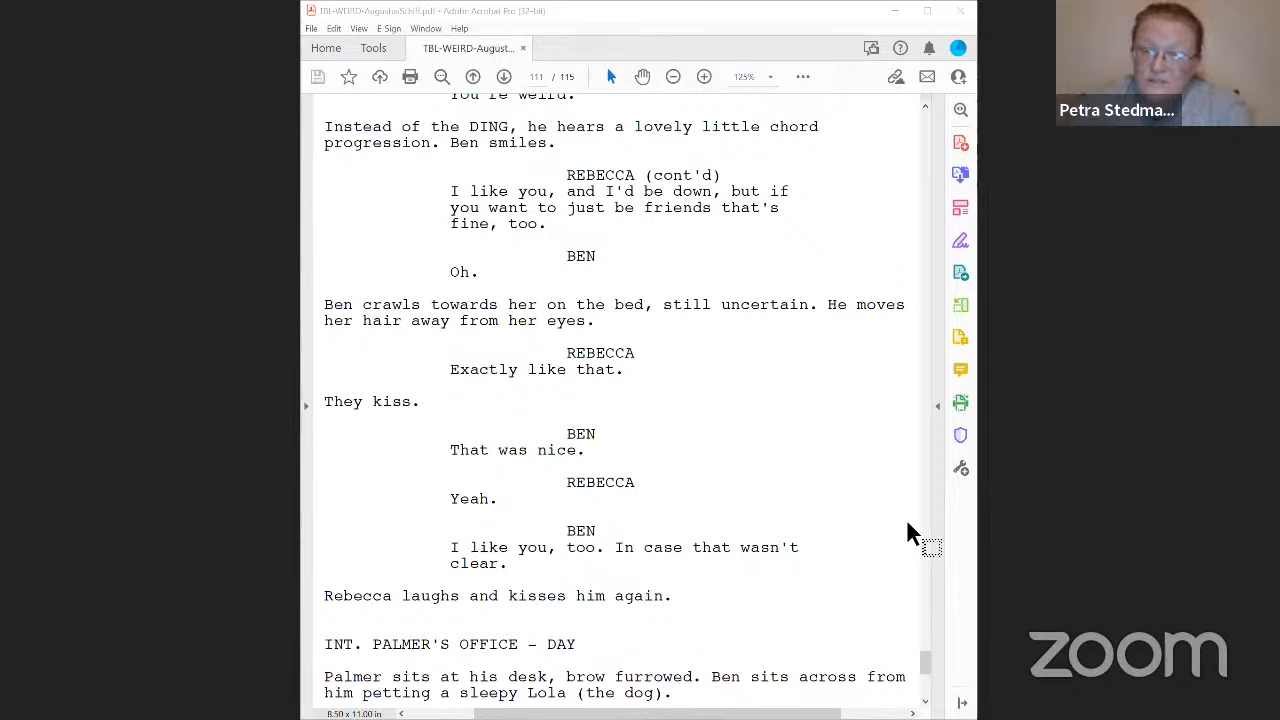 TBL-WEIRD-AugustusSchiff.pdf - Adobe Acrobat Pro (32-bit)
File Edit View E Sign Window Help
Home Tools TBL-WEIRD-August... ×
111 / 115 125%
You're weird.
Instead of the DING, he hears a lovely little chord
progression. Ben smiles.
REBECCA (cont'd)
I like you, and I'd be down, but if
you want to just be friends that's
fine, too.
BEN
Oh.
Ben crawls towards her on the bed, still uncertain. He moves
her hair away from her eyes.
REBECCA
Exactly like that.
They kiss.
BEN
That was nice.
REBECCA
Yeah.
BEN
I like you, too. In case that wasn't
clear.
Rebecca laughs and kisses him again.
INT. PALMER'S OFFICE - DAY
Palmer sits at his desk, brow furrowed. Ben sits across from
him petting a sleepy Lola (the dog).
8.50 x 11.00 in
Petra Stedma...
zoom